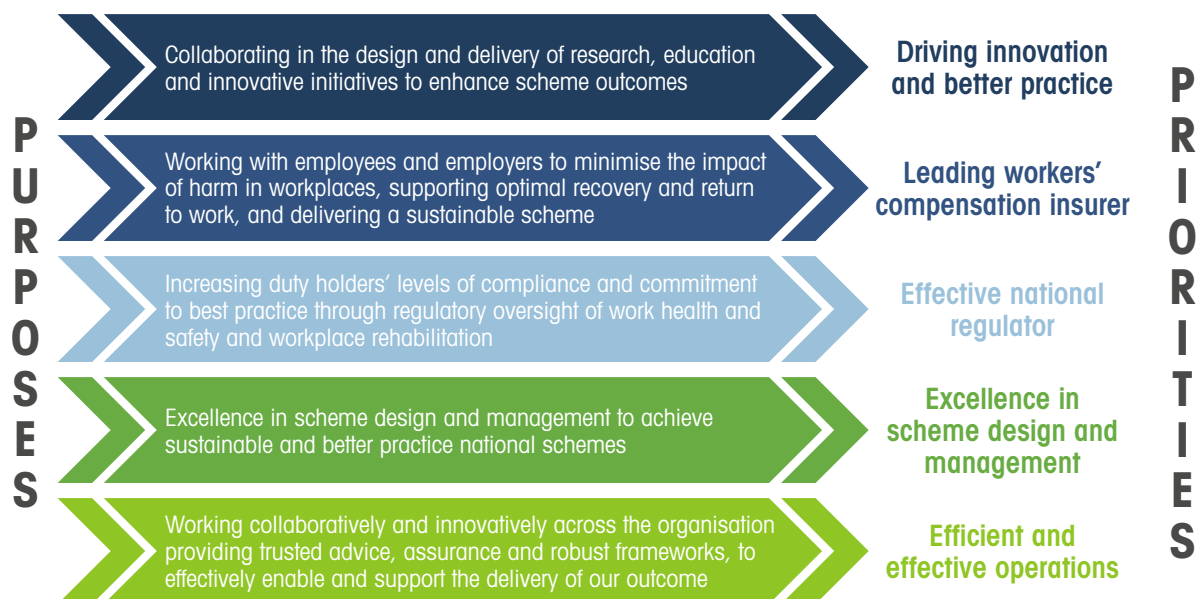 PURPOSES
Collaborating in the design and delivery of research, education
and innovative initiatives to enhance scheme outcomes
Driving innovation
and better practice
Working with employees and employers to minimise the impact
of harm in workplaces, supporting optimal recovery and return
to work, and delivering a sustainable scheme
Leading workers’
compensation insurer
Increasing duty holders’ levels of compliance and commitment
to best practice through regulatory oversight of work health and
safety and workplace rehabilitation
Effective national
regulator
Excellence in scheme design and management to achieve
sustainable and better practice national schemes
Excellence in
scheme design and
management
Working collaboratively and innovatively across the organisation
providing trusted advice, assurance and robust frameworks, to
effectively enable and support the delivery of our outcome
Efficient and
effective operations
PRIORITIES